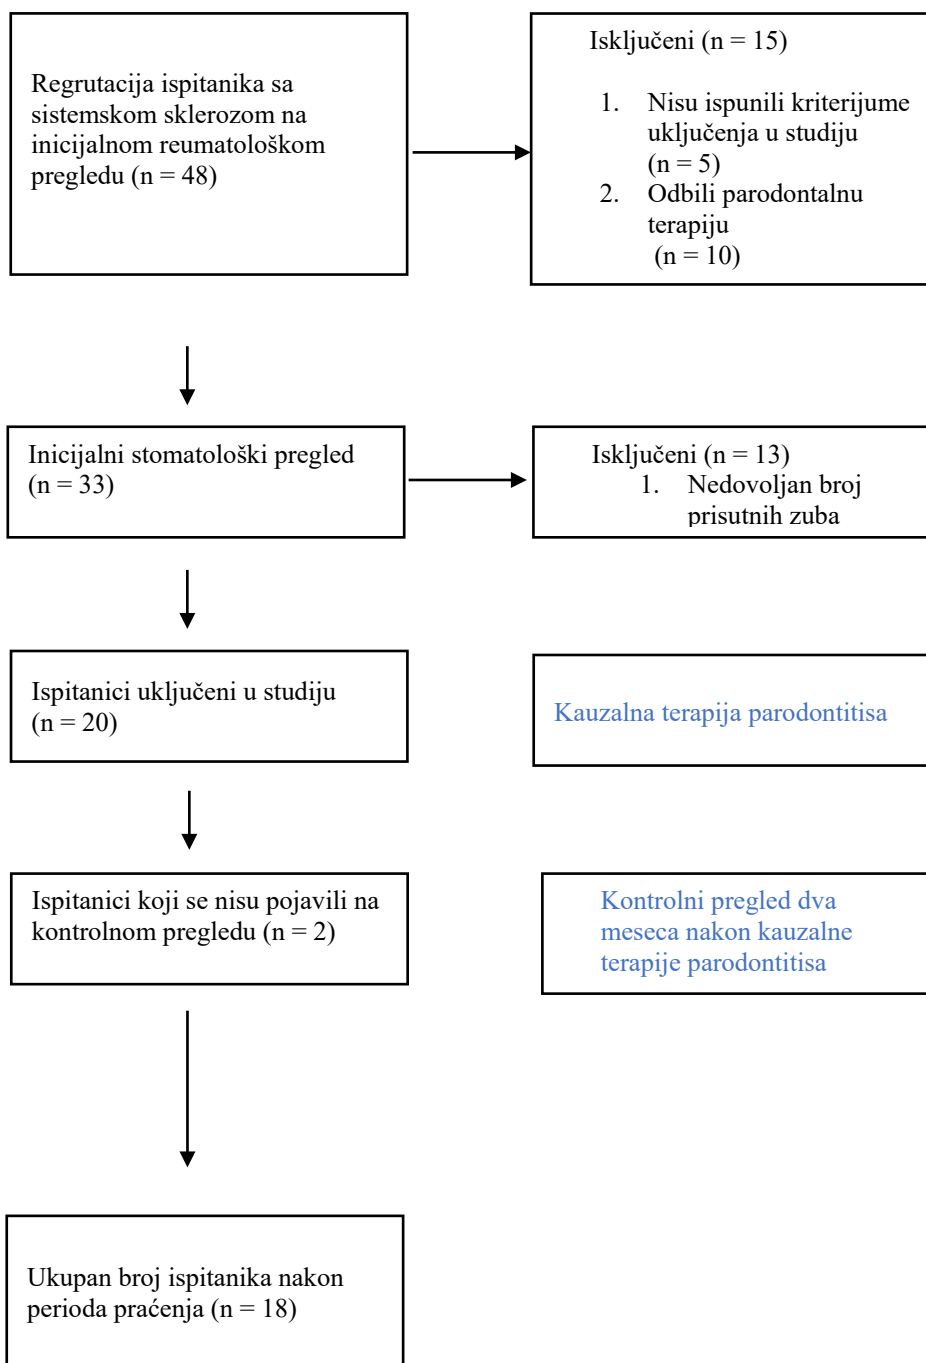 Regrutacija ispitanika sa
sistemskom sklerozom na
inicijalnom reumatološkom
pregledu (n = 48)
Isključeni (n = 15)
1. Nisu ispunili kriterijume
uključenja u studiju
(n = 5)
2. Odbili parodontalnu
terapiju
(n = 10)
Inicijalni stomatološki pregled
(n = 33)
Isključeni (n = 13)
1. Nedovoljan broj
prisutnih zuba
Ispitanici uključeni u studiju
(n = 20)
Kauzalna terapija parodontitisa
Ispitanici koji se nisu pojavili na
kontrolnom pregledu (n = 2)
Kontrolni pregled dva
meseca nakon kauzalne
terapije parodontitisa
Ukupan broj ispitanika nakon
perioda praćenja (n = 18)